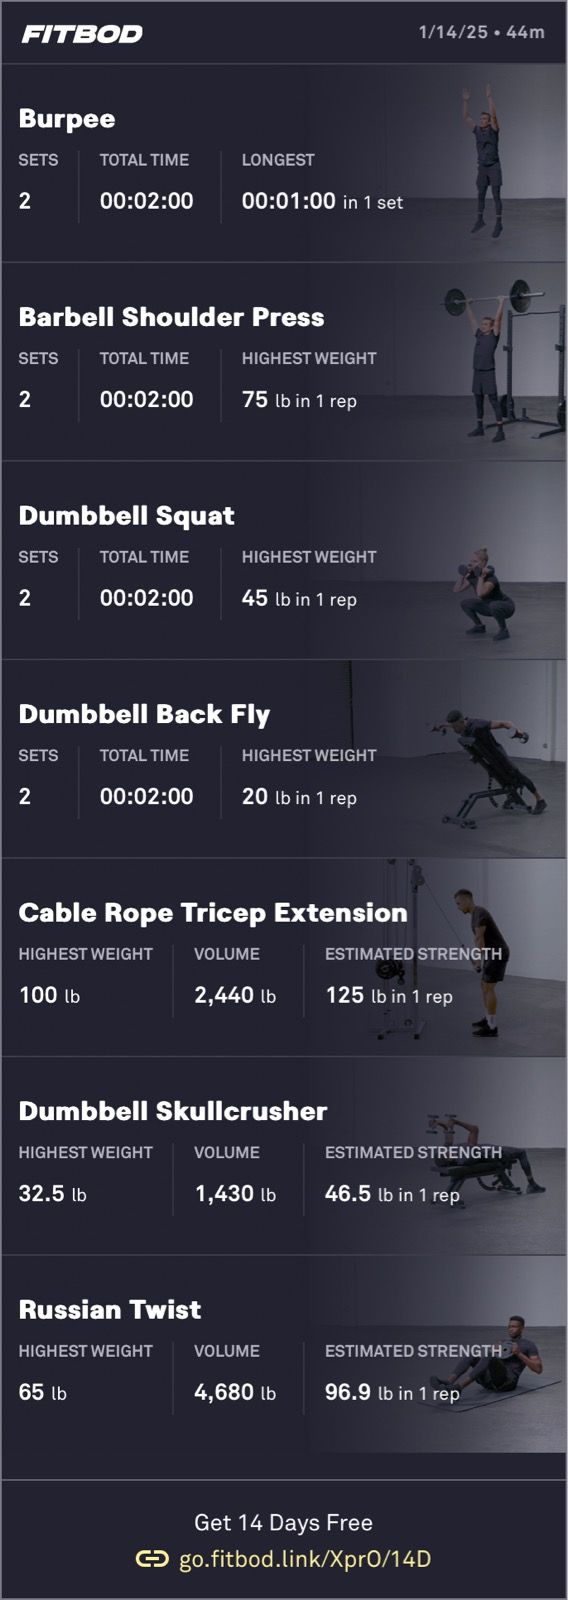 FITBOD
1/14/25 • 44m
Burpee
SETS TOTAL TIME LONGEST
2 00:02:00 00:01:00 in 1 set
Barbell Shoulder Press
SETS TOTAL TIME HIGHEST WEIGHT
2 00:02:00 75 lb in 1 rep
Dumbbell Squat
SETS TOTAL TIME HIGHEST WEIGHT
2 00:02:00 45 lb in 1 rep
Dumbbell Back Fly
SETS TOTAL TIME HIGHEST WEIGHT
2 00:02:00 20 lb in 1 rep
Cable Rope Tricep Extension
HIGHEST WEIGHT VOLUME ESTIMATED STRENGTH
100 lb 2,440 lb 125 lb in 1 rep
Dumbbell Skullcrusher
HIGHEST WEIGHT VOLUME ESTIMATED STRENGTH
32.5 lb 1,430 lb 46.5 lb in 1 rep
Russian Twist
HIGHEST WEIGHT VOLUME ESTIMATED STRENGTH
65 lb 4,680 lb 96.9 lb in 1 rep
Get 14 Days Free
go.fitbod.link/XprO/14D